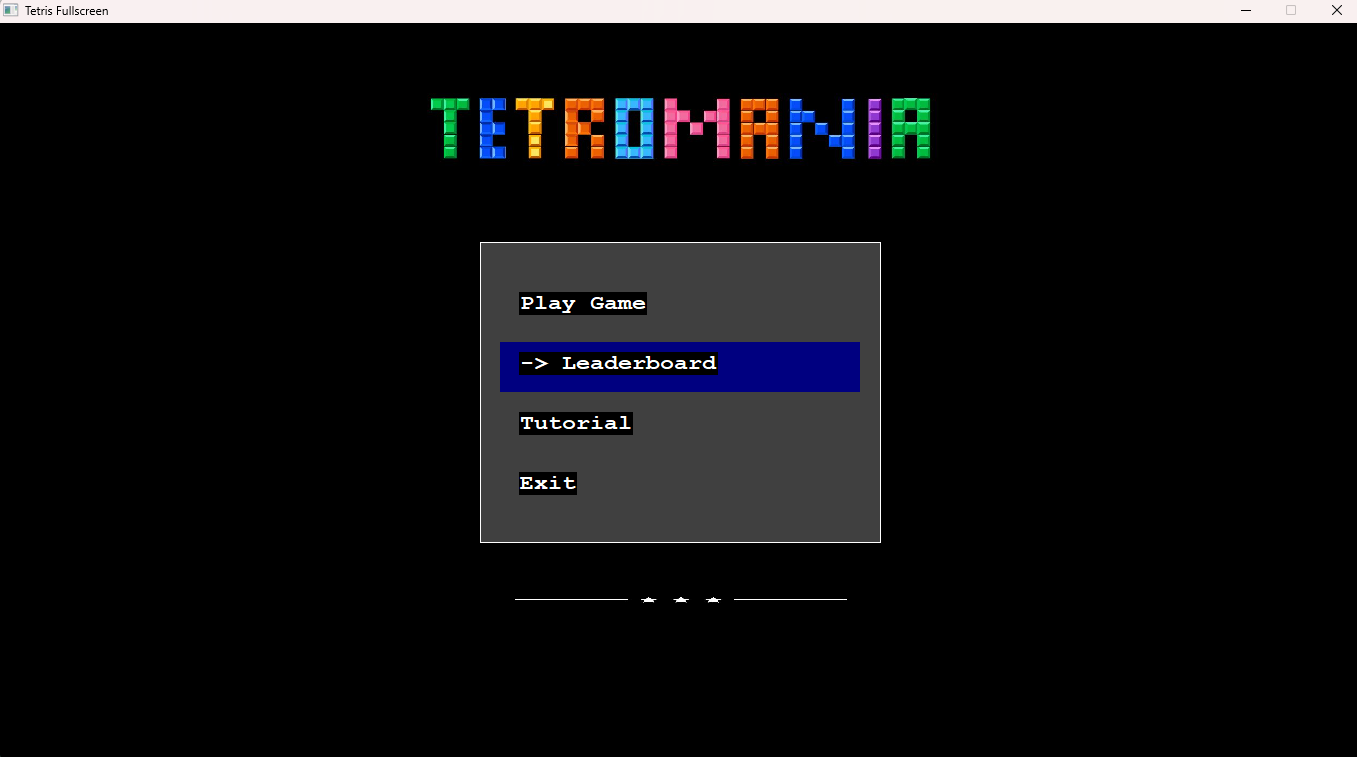 Tetris Fullscreen
TETROMANIA
Play Game
-> Leaderboard
Tutorial
Exit